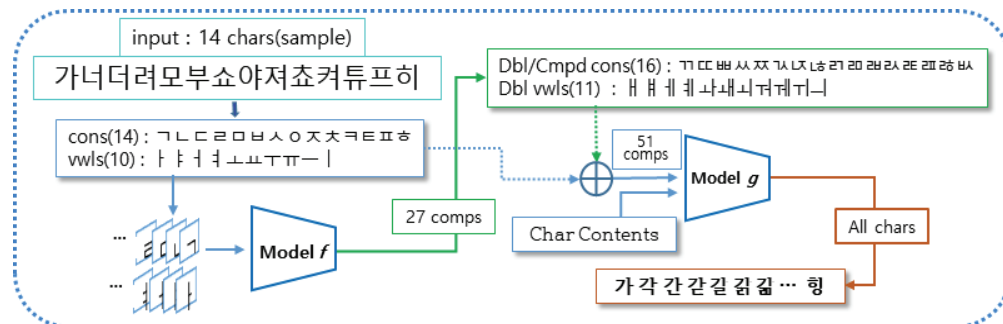 input : 14 chars(sample)
가너더려모부쇼야져쵸켜튜프히
cons(14) : ㄱㄴㄷㄹㅁㅂㅅㅇㅈㅊㅋㅌㅍㅎ
vwls(10) : ㅏㅑㅓㅕㅗㅛㅜㅠㅡㅣ
...
...
Model f
27 comps
Dbl/Cmpd cons(16) : ㄲㄸㅃㅆㅉㄳㄵㄶㄺㄻㄼㄽㄾㄿㅀㅄ
Dbl vwls(11) : ㅐㅒㅔㅖㅘㅙㅚㅝㅞㅟㅢ
51
comps
Model g
Char Contents
All chars
가 각 간 갇 길 긹 긻 ··· 힝